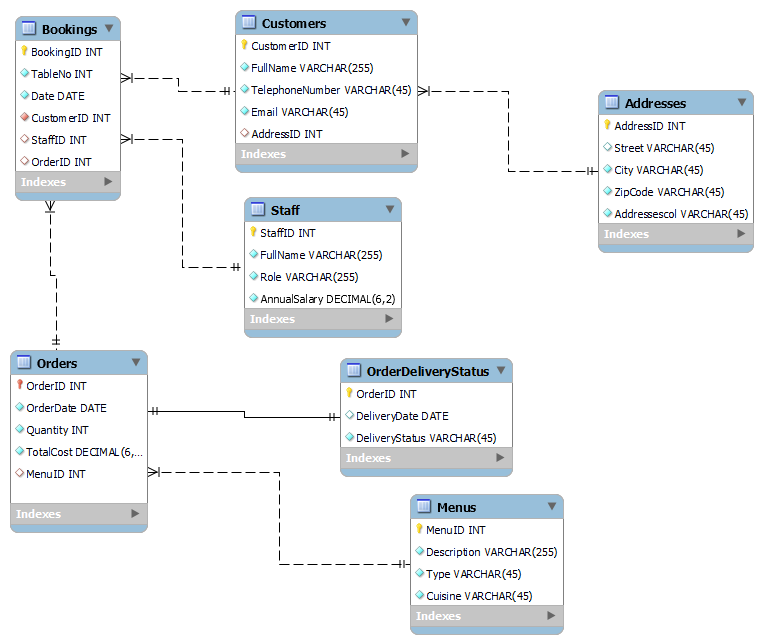 Bookings
BookingID INT
TableNo INT
Date DATE
CustomerID INT
StaffID INT
OrderID INT
Indexes
Customers
CustomerID INT
FullName VARCHAR(255)
TelephoneNumber VARCHAR(45)
Email VARCHAR(45)
AddressID INT
Indexes
Addresses
AddressID INT
Street VARCHAR(45)
City VARCHAR(45)
ZipCode VARCHAR(45)
Addressescol VARCHAR(45)
Indexes
Staff
StaffID INT
FullName VARCHAR(255)
Role VARCHAR(255)
AnnualSalary DECIMAL(6,2)
Indexes
Orders
OrderID INT
OrderDate DATE
Quantity INT
TotalCost DECIMAL(6,...
MenuID INT
Indexes
OrderDeliveryStatus
OrderID INT
DeliveryDate DATE
DeliveryStatus VARCHAR(45)
Indexes
Menus
MenuID INT
Description VARCHAR(255)
Type VARCHAR(45)
Cuisine VARCHAR(45)
Indexes